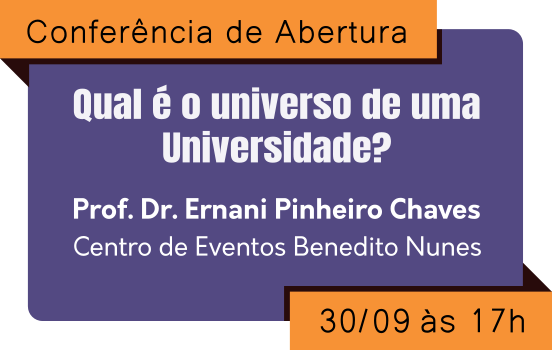 Conferência de Abertura
Qual é o universo de uma
Universidade?
Prof. Dr. Ernani Pinheiro Chaves
Centro de Eventos Benedito Nunes
30/09 às 17h